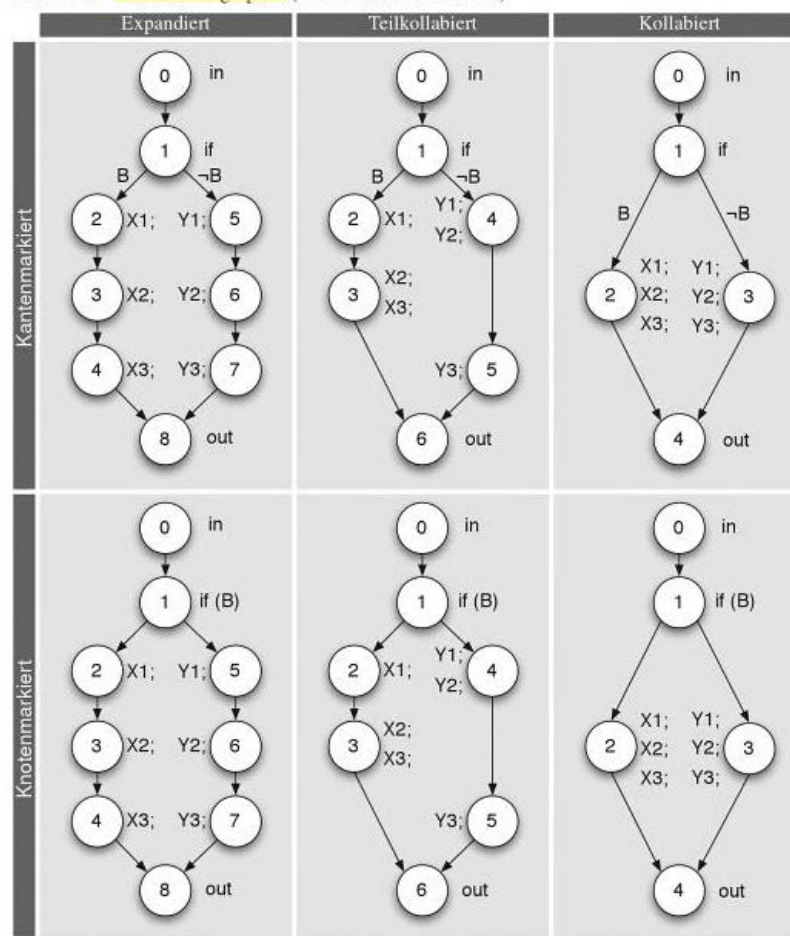 Expandiert Teilkollabiert Kollabiert
Kantenmarkiert
0 in
1 if
B ¬B
2 X1; Y1; 5
3 X2; Y2; 6
4 X3; Y3; 7
8 out
0 in
1 if
B ¬B
2 X1; Y1; Y2; 4
3 X2; X3;
Y3; 5
6 out
0 in
1 if
B ¬B
2 X1; X2; X3; Y1; Y2; Y3; 3
4 out
Knotenmarkiert
0 in
1 if (B)
2 X1; Y1; 5
3 X2; Y2; 6
4 X3; Y3; 7
8 out
0 in
1 if (B)
2 X1; Y1; Y2; 4
3 X2; X3;
Y3; 5
6 out
0 in
1 if (B)
2 X1; X2; X3; Y1; Y2; Y3; 3
4 out